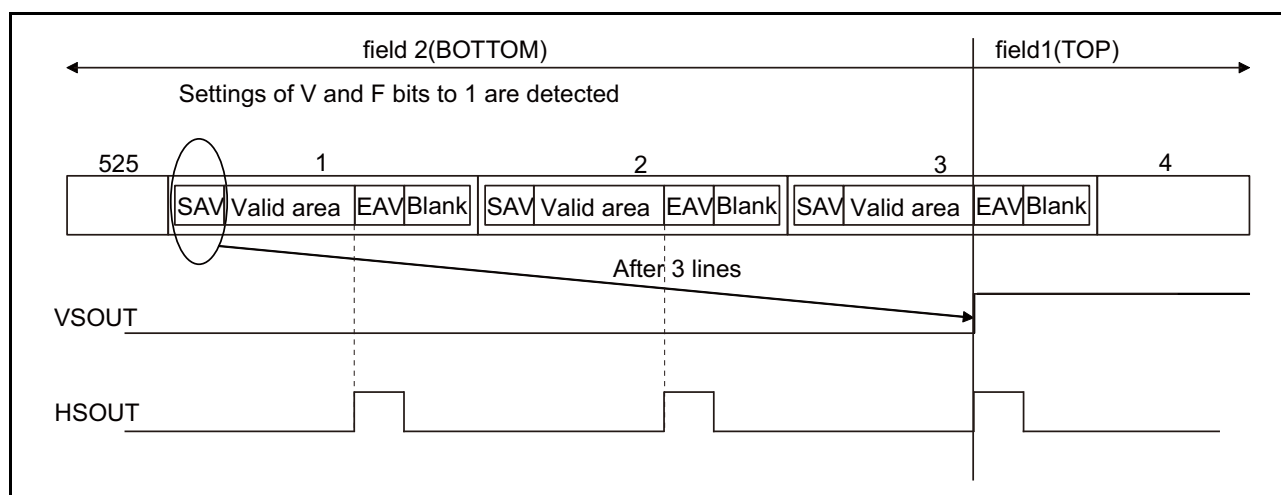 field 2(BOTTOM) field1(TOP)
Settings of V and F bits to 1 are detected
525 1 2 3 4
SAV Valid area EAV Blank SAV Valid area EAV Blank SAV Valid area EAV Blank
After 3 lines
VSOUT
HSOUT